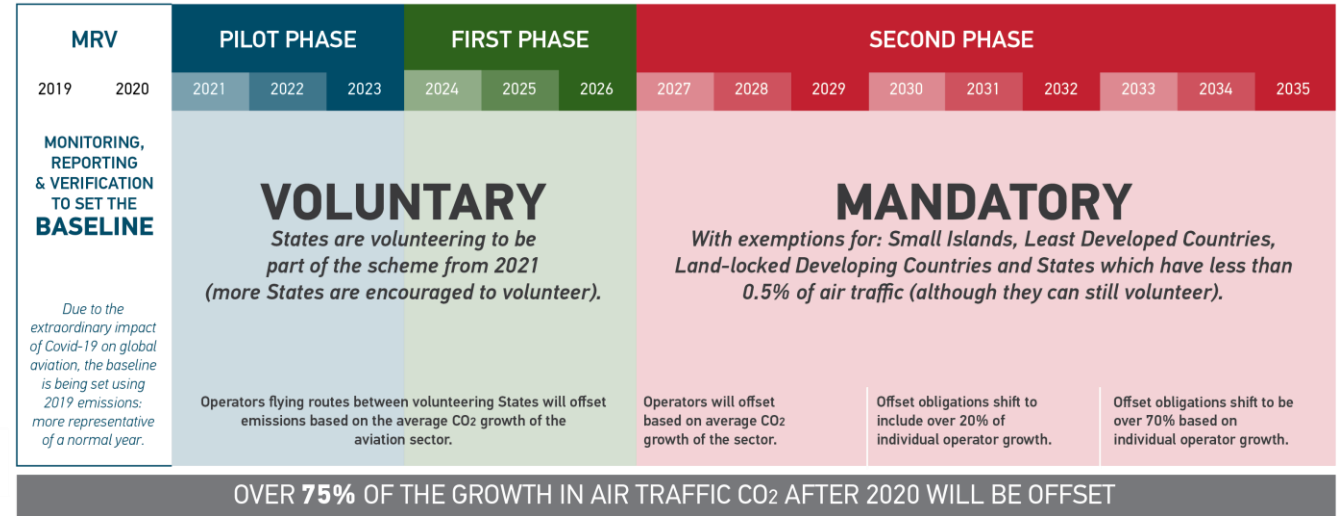 MRV
PILOT PHASE
FIRST PHASE
SECOND PHASE
2019 2020 2021 2022 2023 2024 2025 2026 2027 2028 2029 2030 2031 2032 2033 2034 2035
MONITORING,
REPORTING
& VERIFICATION
TO SET THE
BASELINE
Due to the
extraordinary impact
of Covid-19 on global
aviation, the baseline
is being set using
2019 emissions:
more representative
of a normal year.
VOLUNTARY
States are volunteering to be
part of the scheme from 2021
(more States are encouraged to volunteer).
Operators flying routes between volunteering States will offset
emissions based on the average CO2 growth of the
aviation sector.
MANDATORY
With exemptions for: Small Islands, Least Developed Countries,
Land-locked Developing Countries and States which have less than
0.5% of air traffic (although they can still volunteer).
Operators will offset
based on average CO2
growth of the sector.
Offset obligations shift to
include over 20% of
individual operator growth.
Offset obligations shift to be
over 70% based on
individual operator growth.
OVER 75% OF THE GROWTH IN AIR TRAFFIC CO2 AFTER 2020 WILL BE OFFSET